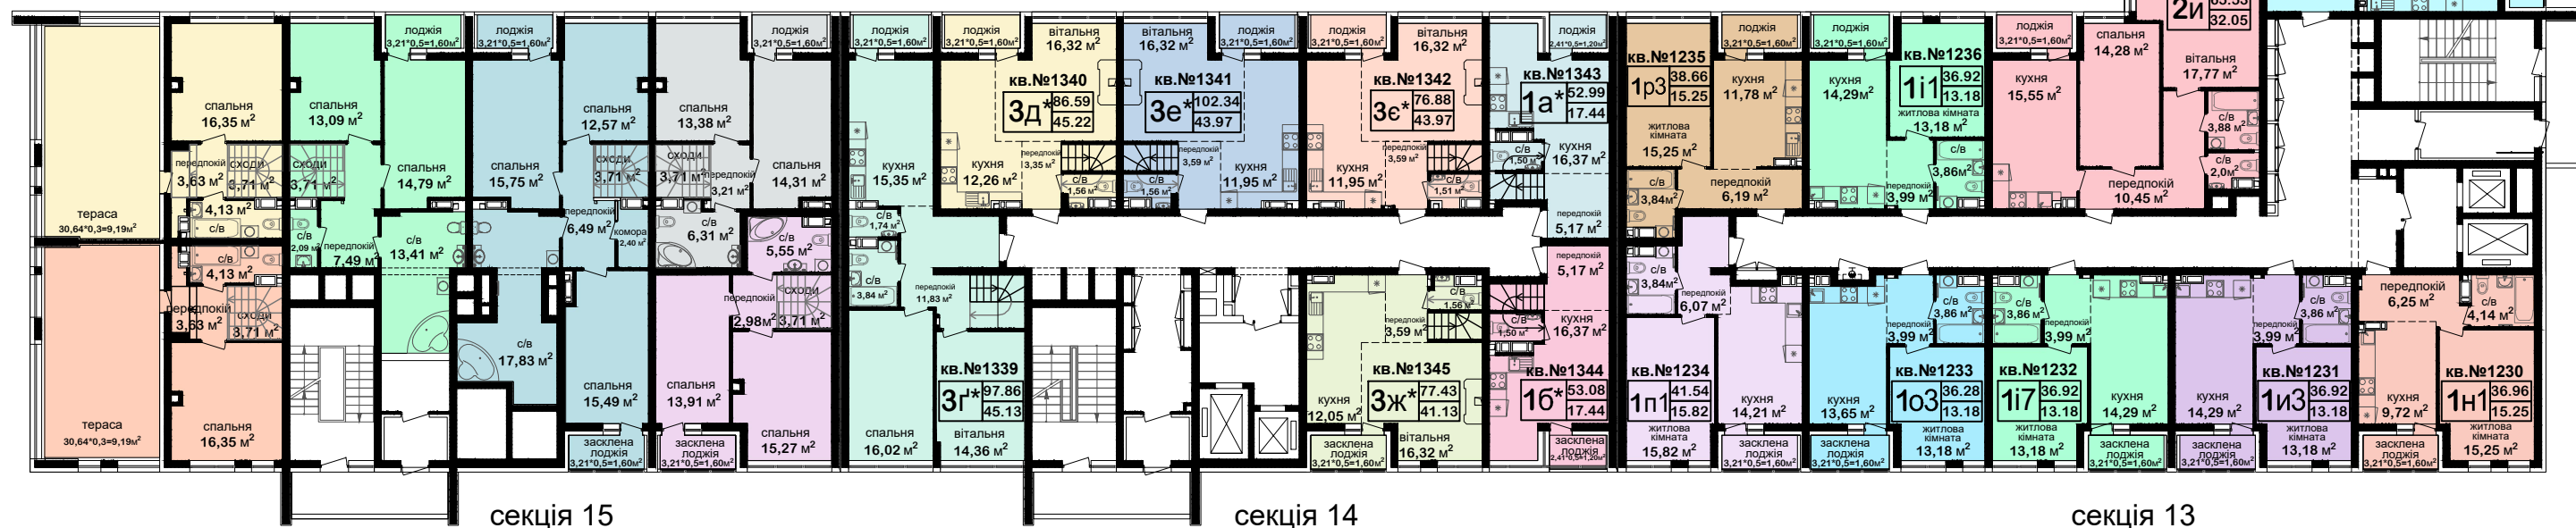 тераса
30,64*0,3=9,19м²
тераса
30,64*0,3=9,19м²
спальня
16,35 м²
передпокій
3,63 м²
сходи
3,71 м²
4,13 м²
с/в
с/в
4,13 м²
передпокій
3,63 м²
сходи
3,71 м²
спальня
16,35 м²
спальня
13,09 м²
сходи
3,71 м²
с/в
2,09 м²
передпокій
7,49 м²
лоджія
3,21*0,5=1,60м²
спальня
14,79 м²
с/в
13,41 м²
лоджія
3,21*0,5=1,60м²
спальня
15,75 м²
спальня
12,57 м²
сходи
3,71 м²
передпокій
6,49 м²
комора
2,40 м²
с/в
17,83 м²
спальня
15,49 м²
засклена
лоджія
3,21*0,5=1,60м²
спальня
13,38 м²
сходи
3,71 м²
передпокій
3,21 м²
лоджія
3,21*0,5=1,60м²
спальня
14,31 м²
с/в
6,31 м²
с/в
5,55 м²
передпокій
2,98м²
сходи
3,71 м²
спальня
13,91 м²
засклена
лоджія
3,21*0,5=1,60м²
спальня
15,27 м²
секція 15
лоджія
3,21*0,5=1,60м²
кухня
15,35 м²
с/в
1,74 м²
с/в
3,84 м²
передпокій
11,83 м²
кв.№1339
3ґ*
97.86
45.13
спальня
16,02 м²
вітальня
14,36 м²
лоджія
3,21*0,5=1,60м²
вітальня
16,32 м²
кв.№1340
3д*
86.59
45.22
кухня
12,26 м²
передпокій
3,35 м²
с/в
1,56 м²
вітальня
16,32 м²
лоджія
3,21*0,5=1,60м²
кв.№1341
3е*
102.34
43.97
передпокій
3,59 м²
с/в
1,56 м²
кухня
11,95 м²
лоджія
3,21*0,5=1,60м²
вітальня
16,32 м²
кв.№1342
3є*
76.88
43.97
кухня
11,95 м²
передпокій
3,59 м²
с/в
1,51 м²
лоджія
2,41*0,5=1,20м²
кв.№1343
1а*
52.99
17.44
с/в
1,50 м²
кухня
16,37 м²
передпокій
5,17 м²
передпокій
5,17 м²
кухня
16,37 м²
с/в
1,50 м²
кв.№1344
1б*
53.08
17.44
засклена
лоджія
2,41*0,5=1,20м²
с/в
1,56 м²
передпокій
3,59 м²
кв.№1345
3ж*
77.43
41.13
кухня
12,05 м²
засклена
лоджія
3,21*0,5=1,60м²
вітальня
16,32 м²
секція 14
кв.№1235
1р3
38.66
15.25
житлова
кімната
15,25 м²
лоджія
3,21*0,5=1,60м²
кухня
11,78 м²
с/в
3,84м²
передпокій
6,19 м²
лоджія
3,21*0,5=1,60м²
кухня
14,29м²
кв.№1236
1і1
36.92
13.18
житлова кімната
13,18 м²
с/в
3,86м²
передпокій
3,99 м²
лоджія
3,21*0,5=1,60м²
кухня
15,55 м²
спальня
14,28 м²
2и
63.53
32.05
вітальня
17,77 м²
с/в
3,88 м²
с/в
2,0м²
передпокій
10,45 м²
с/в
3,84м²
передпокій
6,07 м²
кв.№1234
1п1
41.54
15.82
житлова
кімната
15,82 м²
кухня
14,21 м²
засклена
лоджія
3,21*0,5=1,60м²
с/в
3,86 м²
передпокій
3,99 м²
кв.№1233
1о3
36.28
13.18
кухня
13,65 м²
засклена
лоджія
3,21*0,5=1,60м²
житлова
кімната
13,18 м²
с/в
3,86 м²
передпокій
3,99 м²
кв.№1232
1і7
36.92
13.18
житлова
кімната
13,18 м²
кухня
14,29 м²
засклена
лоджія
3,21*0,5=1,60м²
с/в
3,86 м²
передпокій
3,99 м²
кв.№1231
1и3
36.92
13.18
кухня
14,29 м²
засклена
лоджія
3,21*0,5=1,60м²
житлова
кімната
13,18 м²
передпокій
6,25 м²
с/в
4,14 м²
кв.№1230
1н1
36.96
15.25
кухня
9,72 м²
засклена
лоджія
3,21*0,5=1,60м²
житлова
кімната
15,25 м²
секція 13